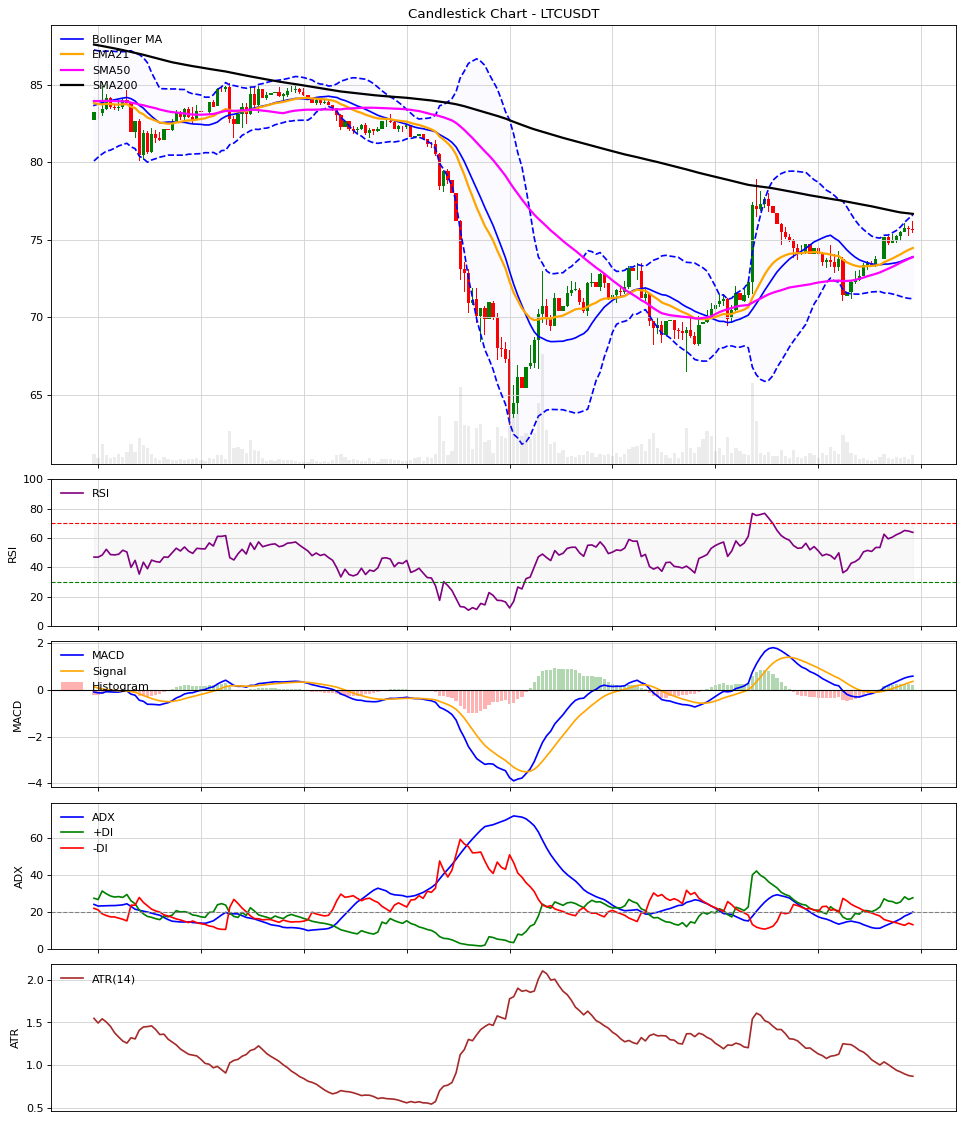 Candlestick Chart - LTCUSDT
Bollinger MA
EMA21
SMA50
SMA200
85
80
75
70
65
RSI
100
80
60
40
20
0
RSI
MACD
Signal
Histogram
2
0
−2
−4
MACD
ADX
+DI
-DI
60
40
20
0
ADX
ATR(14)
2.0
1.5
1.0
0.5
ATR